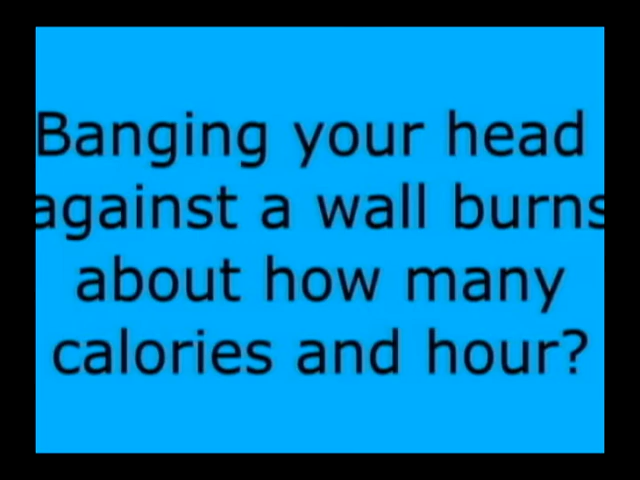 Banging your head
against a wall burns
about how many
calories and hour?